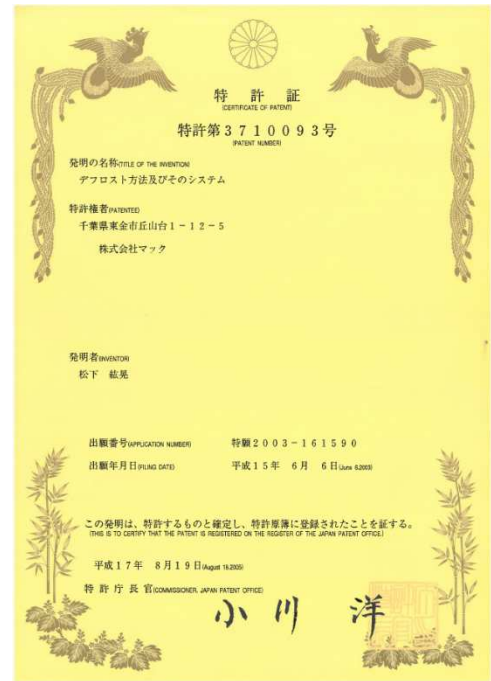 特許証
(CERTIFICATE OF PATENT)
特許第3710093号
(PATENT NUMBER)
発明の名称(TITLE OF THE INVENTION)
デフロスト方法及びそのシステム
特許権者(PATENTEE)
千葉県東金市丘山台1-12-5
株式会社マック
発明者(INVENTOR)
松下 紘晃
出願番号(APPLICATION NUMBER) 特願2003-161590
出願年月日(FILING DATE) 平成15年 6月 6日(June 6,2003)
この発明は、特許するものと確定し、特許原簿に登録されたことを証する。
(THIS IS TO CERTIFY THAT THE PATENT IS REGISTERED ON THE REGISTER OF THE JAPAN PATENT OFFICE.)
平成17年 8月19日(August 19,2005)
特許庁長官(COMMISSIONER, JAPAN PATENT OFFICE)
小川 洋